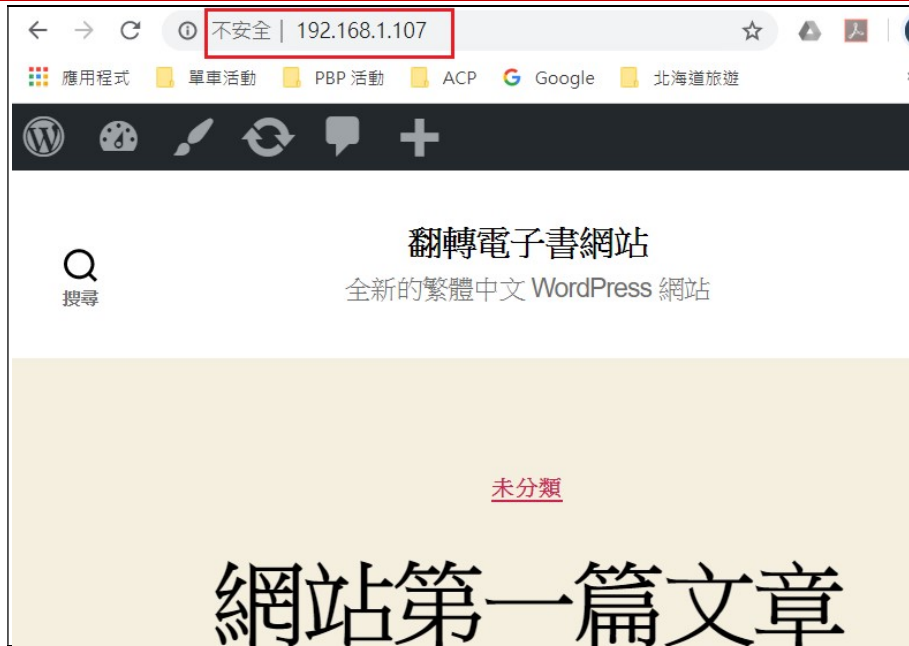 不安全 | 192.168.1.107
應用程式 單車活動 PBP 活動 ACP Google 北海道旅遊
翻轉電子書網站
搜尋
全新的繁體中文 WordPress 網站
未分類
網站第一篇文章